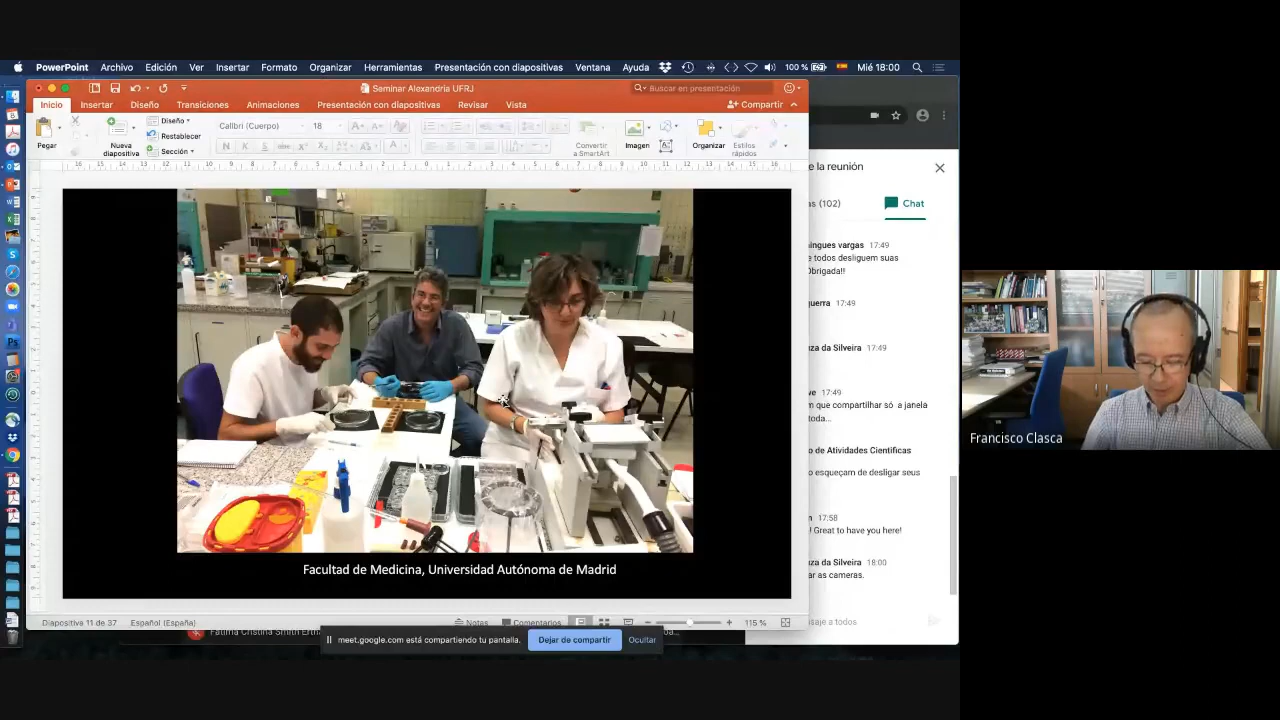 PowerPoint Archivo Edición Ver Insertar Formato Organizar Herramientas Presentación con diapositivas Ventana Ayuda 100 % Mié 18:00
Seminar Alexandria UFRJ
Buscar en presentación
Inicio Insertar Diseño Transiciones Animaciones Presentación con diapositivas Revisar Vista
Compartir
Pegar
Nueva diapositiva
Diseño
Restablecer
Sección
Calibri (Cuerpo) 18
Convertir a SmartArt
Imagen
Organizar
Estilos rápidos
e la reunión
as (102) Chat
ingues vargas 17:49
e todos desliguem suas
Obrigada!!
guerra 17:49
za da Silveira 17:49
ve 17:49
m que compartilhar só a janela
toda...
o de Atividades Cientificas
o esqueçam de desligar seus
n 17:58
! Great to have you here!
za da Silveira 18:00
ar as cameras.
saje a todos
Facultad de Medicina, Universidad Autónoma de Madrid
Diapositiva 11 de 37 Español (España) Notas Comentarios 115 %
meet.google.com está compartiendo tu pantalla. Dejar de compartir Ocultar
Francisco Clasca